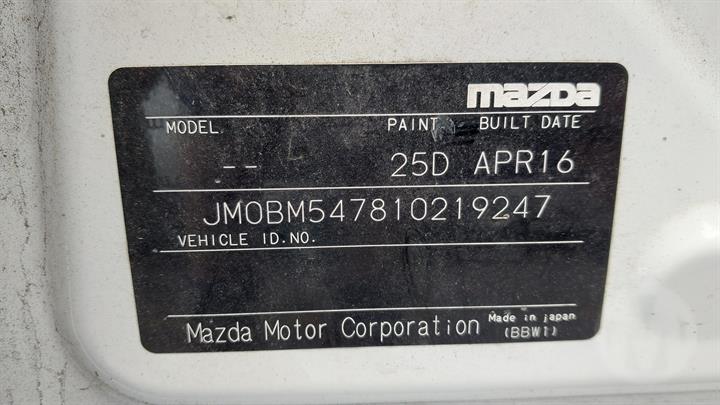 mazda
MODEL PAINT BUILT DATE
-- 25D APR16
JM0BM547810219247
VEHICLE ID.NO.
Mazda Motor Corporation Made in japan
(BBW1)